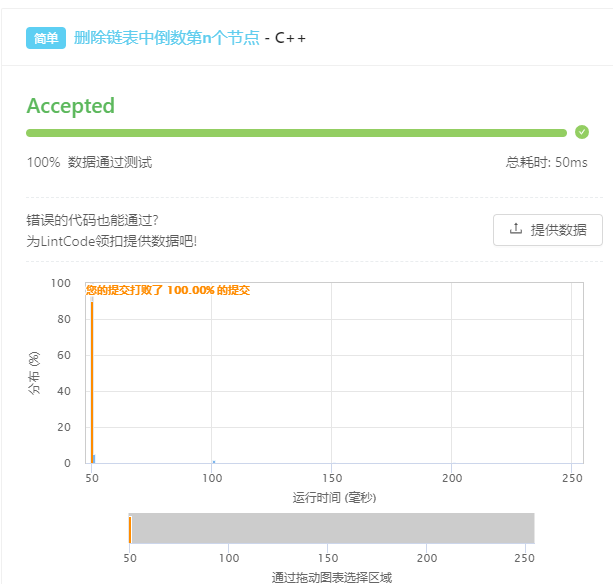 简单 删除链表中倒数第n个节点 - C++
Accepted
100% 数据通过测试 总耗时: 50ms
错误的代码也能通过?
为LintCode领扣提供数据吧!
提供数据
您的提交打败了 100.00% 的提交
分布 (%)
100
80
60
40
20
0
50 100 150 200 250
运行时间 (毫秒)
50 100 150 200 250
通过拖动图表选择区域